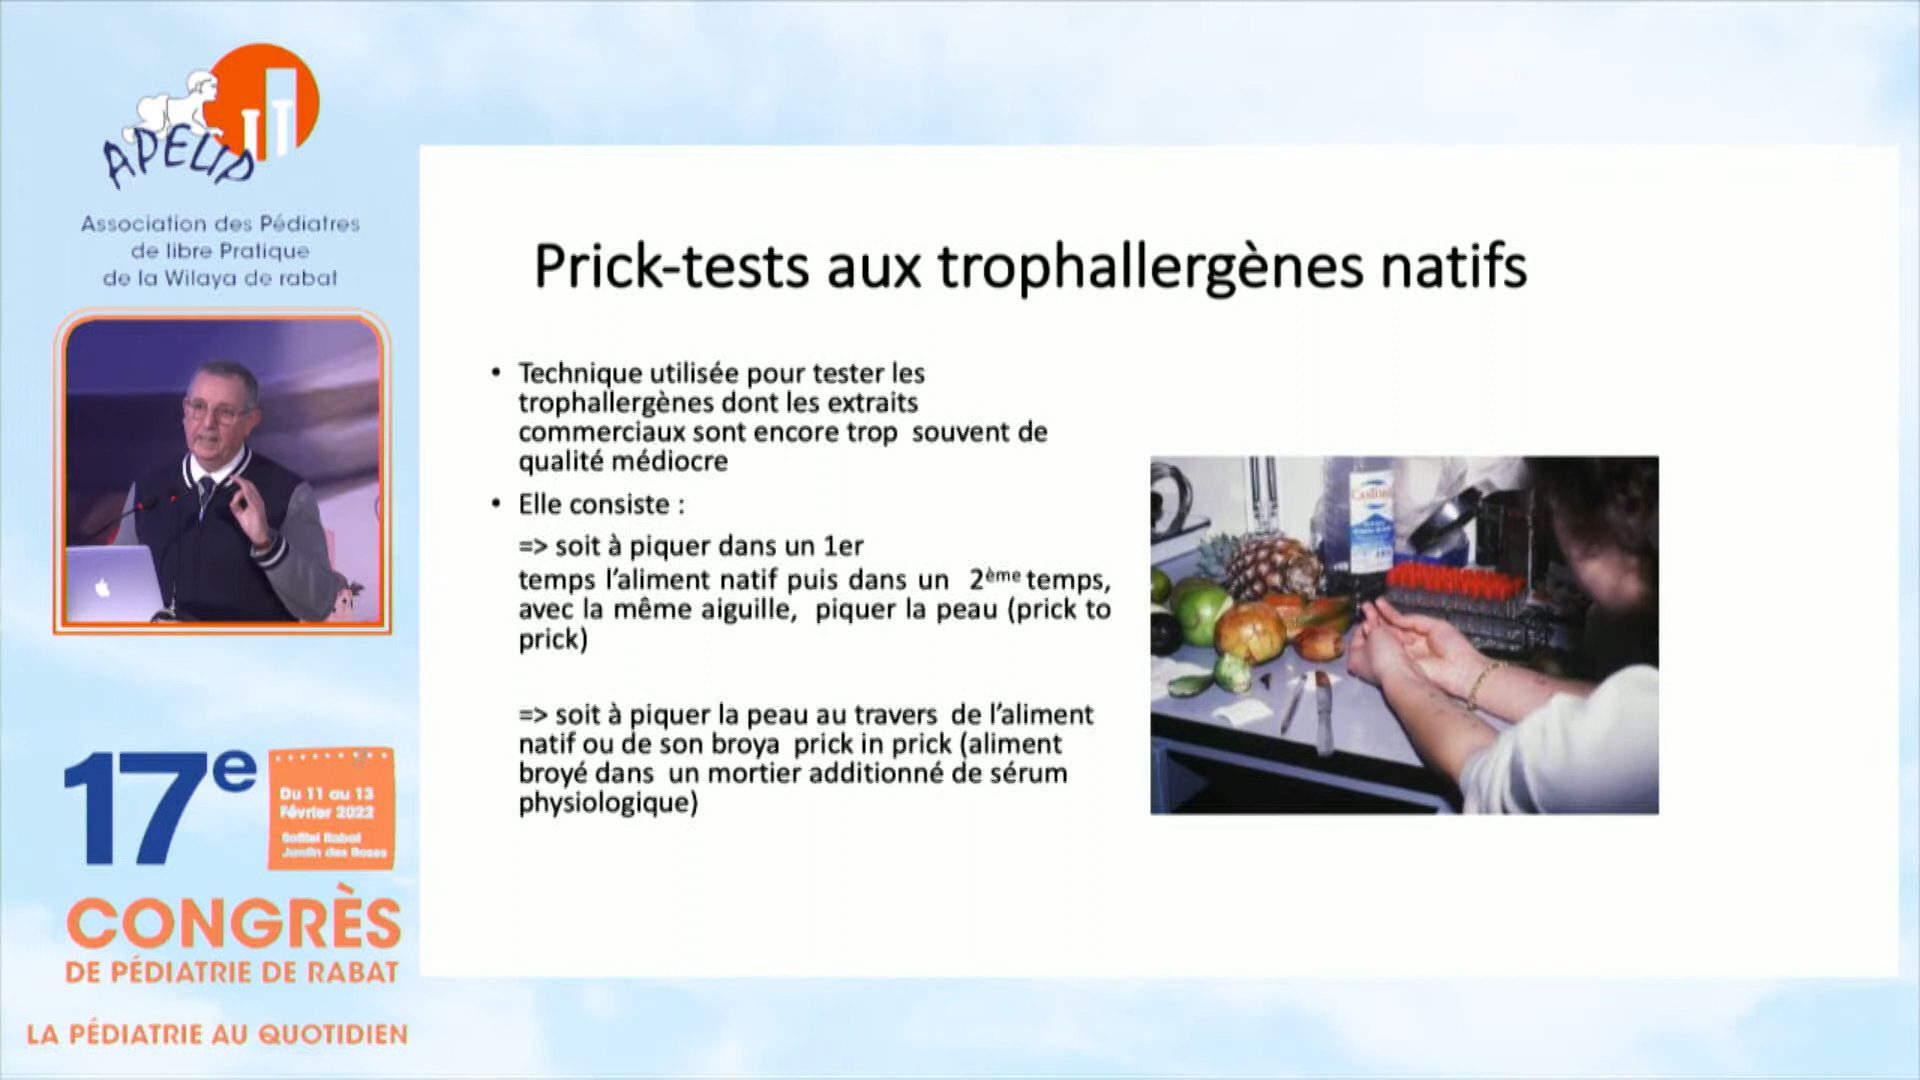 APELIP
Association des Pédiatres
de libre Pratique
de la Wilaya de rabat
17e
Du 11 au 13
Février 2022
Sofitel Rabat
Jardin des Roses
CONGRÈS
DE PÉDIATRIE DE RABAT
LA PÉDIATRIE AU QUOTIDIEN
Prick-tests aux trophallergènes natifs
• Technique utilisée pour tester les
trophallergènes dont les extraits
commerciaux sont encore trop souvent de
qualité médiocre
• Elle consiste :
=> soit à piquer dans un 1er
temps l’aliment natif puis dans un 2ème temps,
avec la même aiguille, piquer la peau (prick to
prick)
=> soit à piquer la peau au travers de l’aliment
natif ou de son broya prick in prick (aliment
broyé dans un mortier additionné de sérum
physiologique)